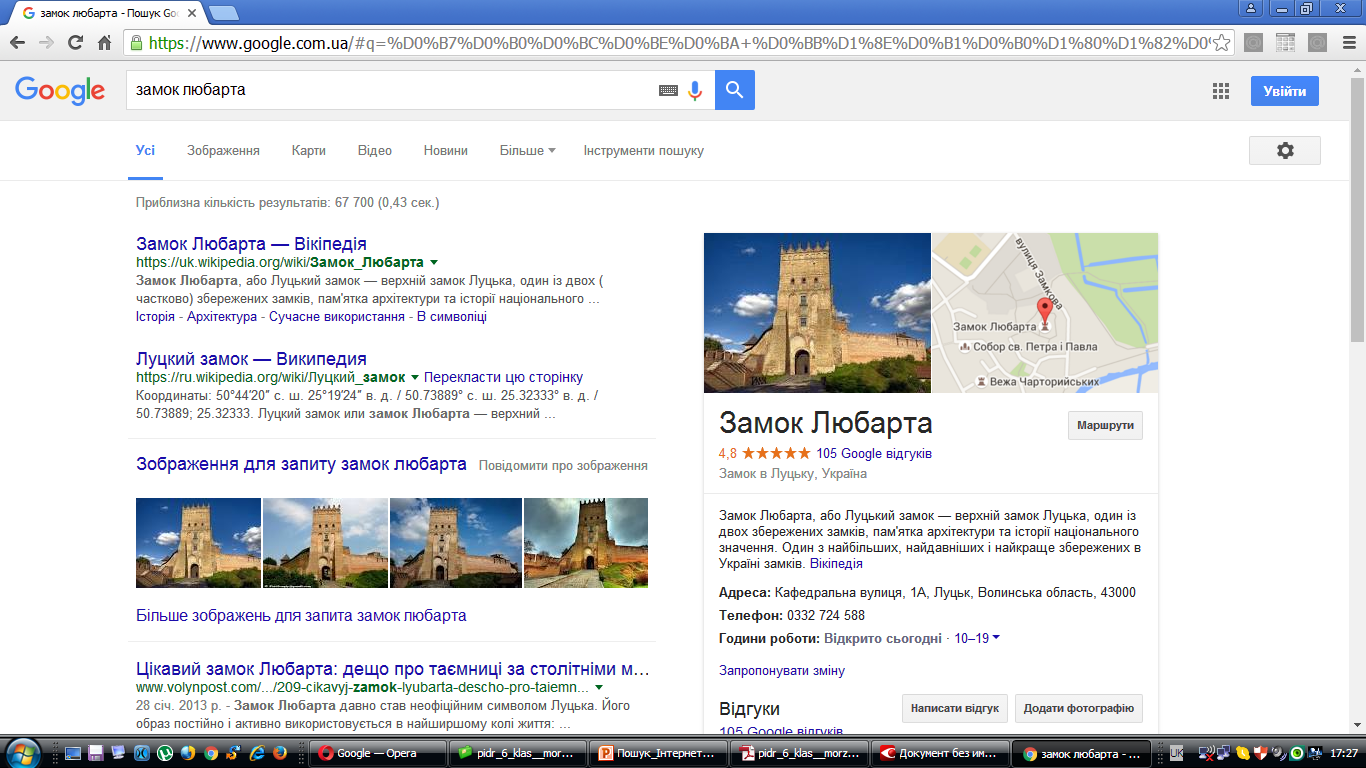 замок любарта - Пошук Goo
https://www.google.com.ua/#q=%D0%B7%D0%B0%D0%BC%D0%BE%D0%BA+%D0%BB%D1%8E%D0%B1%D0%B0%D1%80%D1%82%D0%
Google
замок любарта
Увійти
Усі Зображення Карти Відео Новини Більше Інструменти пошуку
Приблизна кількість результатів: 67 700 (0,43 сек.)
Замок Любарта — Вікіпедія
https://uk.wikipedia.org/wiki/Замок_Любарта
Замок Любарта, або Луцький замок — верхній замок Луцька, один із двох (
частково) збережених замків, пам'ятка архітектури та історії національного ...
Історія - Архітектура - Сучасне використання - В символіці
Луцкий замок — Википедия
https://ru.wikipedia.org/wiki/Луцкий_замок Перекласти цю сторінку
Координаты: 50°44′20″ с. ш. 25°19′24″ в. д. / 50.73889° с. ш. 25.32333° в. д. /
50.73889; 25.32333. Луцкий замок или замок Любарта — верхний ...
Зображення для запиту замок любарта Повідомити про зображення
Більше зображень для запита замок любарта
Цікавий замок Любарта: дещо про таємниці за столітніми м...
www.volynpost.com/.../209-cikavyj-zamok-lyubarta-descho-pro-taiemn...
28 січ. 2013 р. - Замок Любарта давно став неофіційним символом Луцька. Його
образ постійно і активно використовується в найширшому колі життя: ...
вулиця Замкова
Замок Любарта
Собор св. Петра і Павла
Вежа Чарторийських
Замок Любарта
Маршрути
4,8 105 Google відгуків
Замок в Луцьку, Україна
Замок Любарта, або Луцький замок — верхній замок Луцька, один із
двох збережених замків, пам'ятка архітектури та історії національного
значення. Один з найбільших, найдавніших і найкраще збережених в
Україні замків. Вікіпедія
Адреса: Кафедральна вулиця, 1А, Луцьк, Волинська область, 43000
Телефон: 0332 724 588
Години роботи: Відкрито сьогодні · 10–19
Запропонувати зміну
Відгуки
Написати відгук
Додати фотографію
105 Google відгуків
Google — Opera
pidr_6_klas__morz...
Пошук_Інтернет...
pidr_6_klas__morz...
Документ без им...
замок любарта - ...
UK
17:27